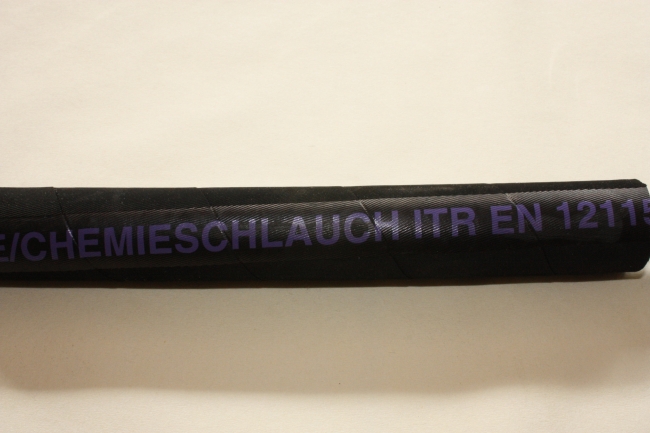 E/CHEMIESCHLAUCH ITR EN 12115